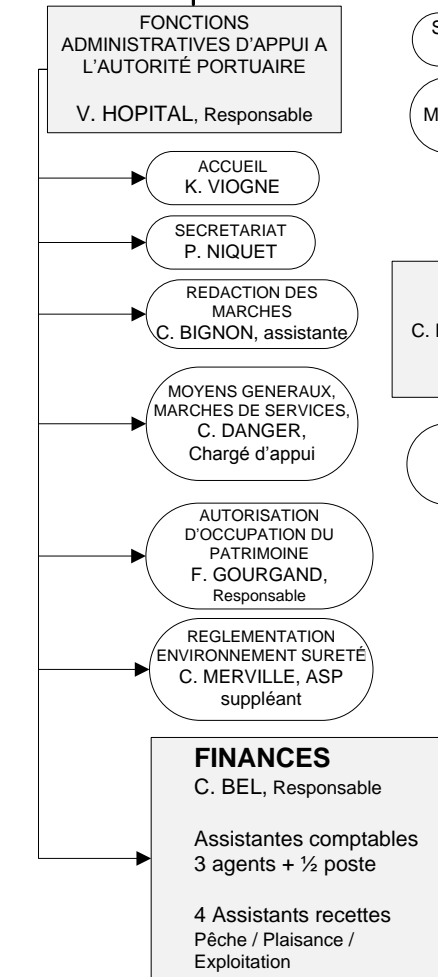 FONCTIONS
ADMINISTRATIVES D'APPUI A
L'AUTORITÉ PORTUAIRE
V. HOPITAL, Responsable
ACCUEIL
K. VIOGNE
SECRETARIAT
P. NIQUET
REDACTION DES
MARCHES
C. BIGNON, assistante
MOYENS GENERAUX,
MARCHES DE SERVICES,
C. DANGER,
Chargé d'appui
AUTORISATION
D'OCCUPATION DU
PATRIMOINE
F. GOURGAND,
Responsable
REGLEMENTATION
ENVIRONNEMENT SURETÉ
C. MERVILLE, ASP
suppléant
FINANCES
C. BEL, Responsable
Assistantes comptables
3 agents + ½ poste
4 Assistants recettes
Pêche / Plaisance /
Exploitation
C.